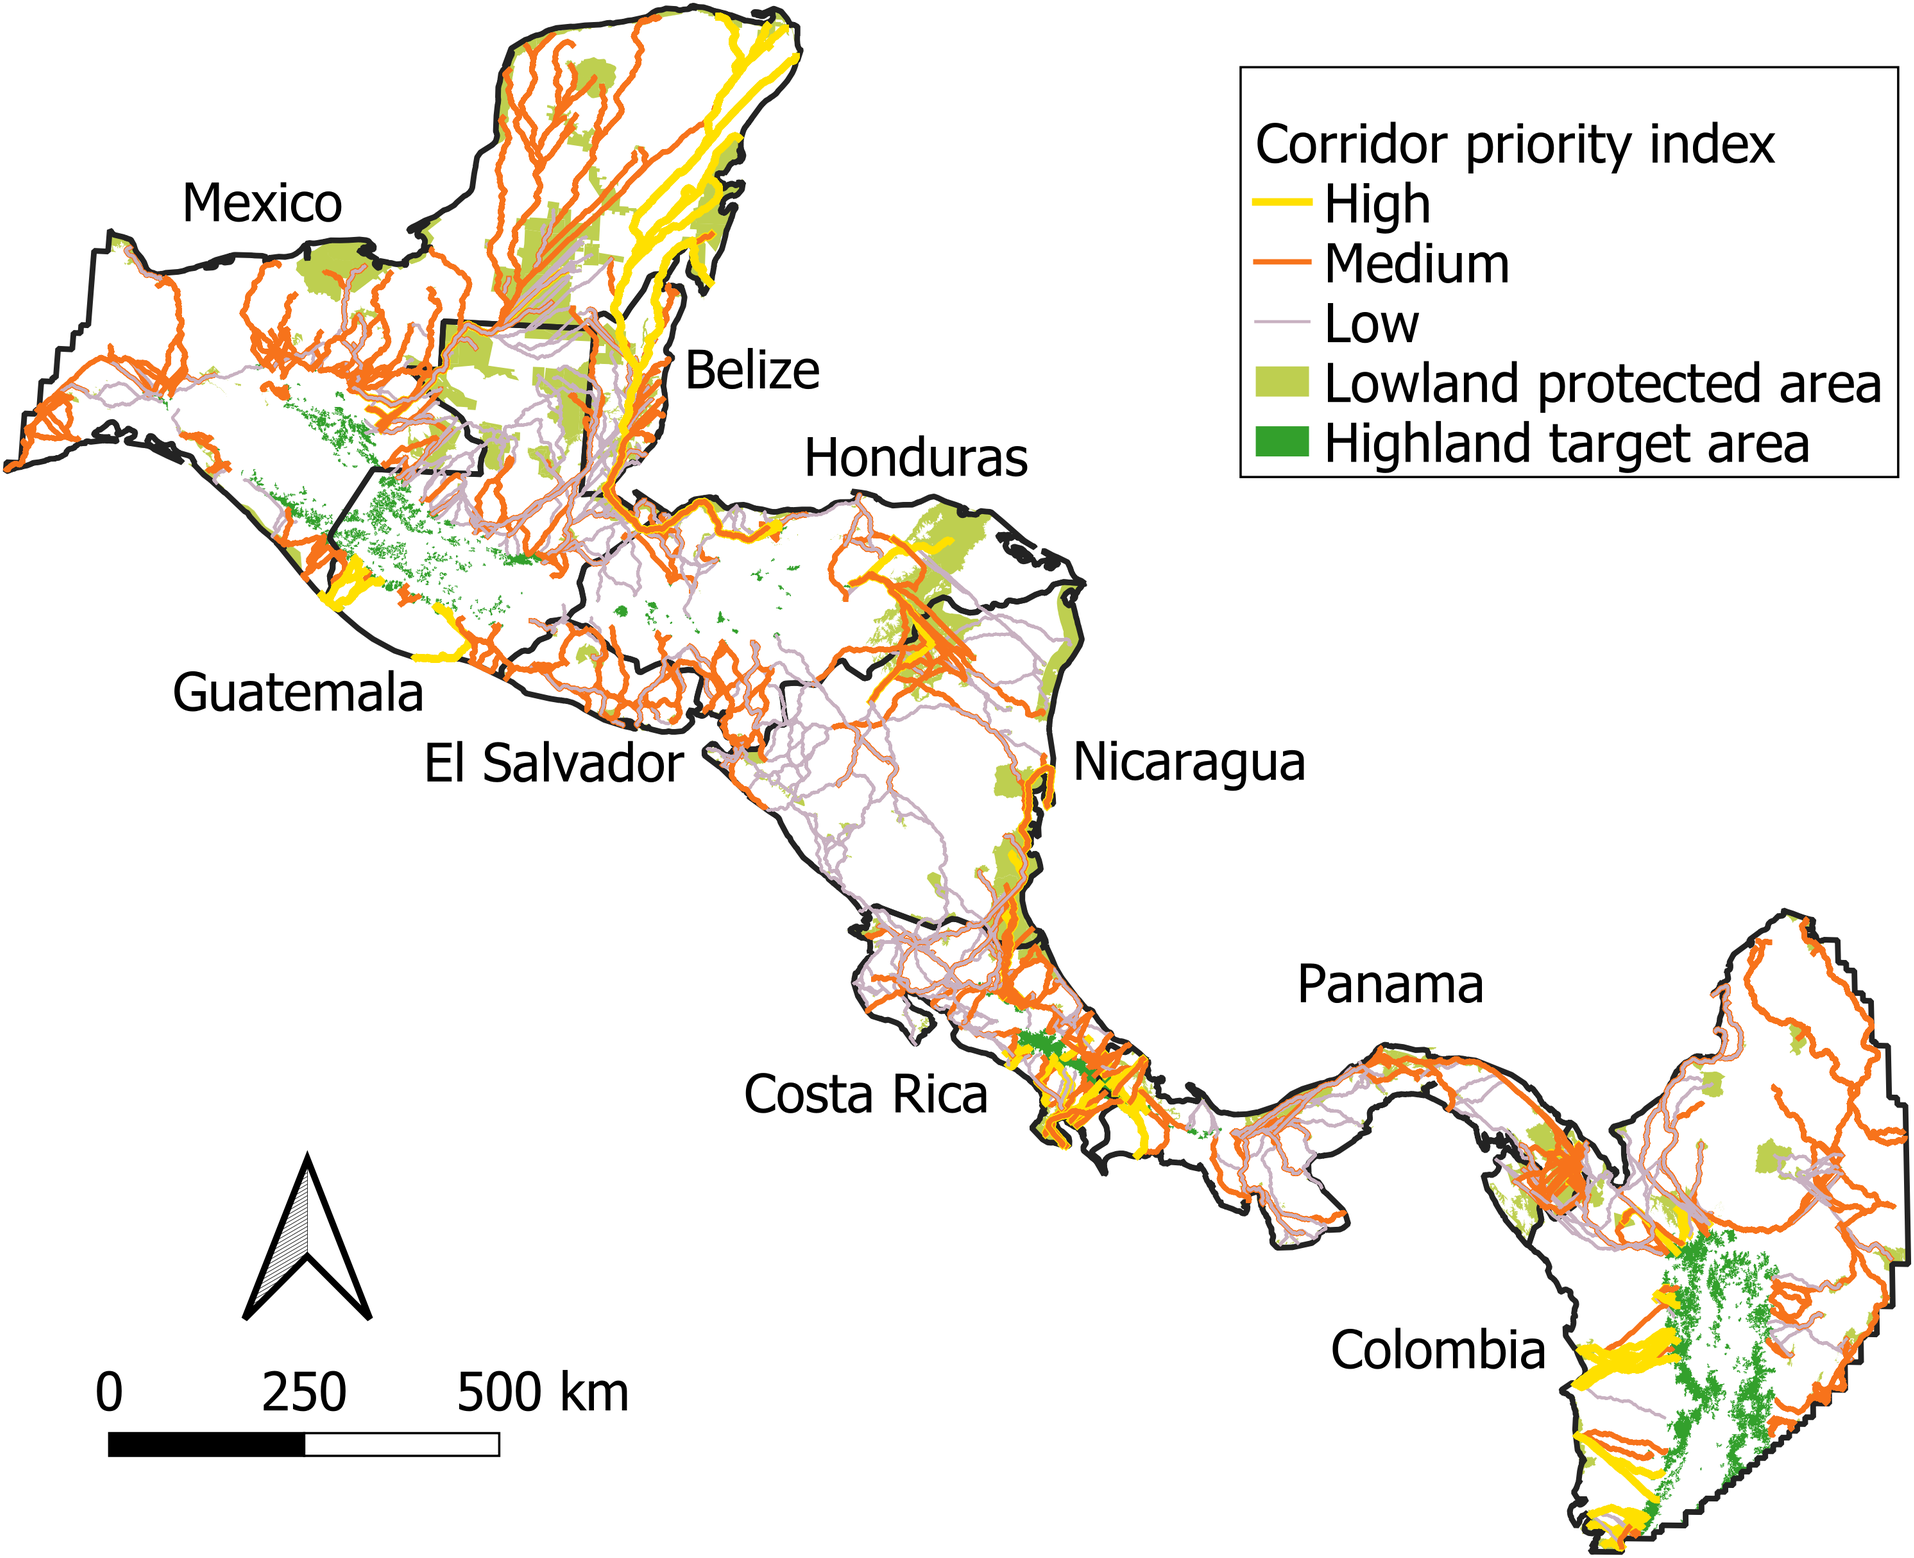 Corridor priority index
High
Medium
Low
Lowland protected area
Highland target area
Mexico
Belize
Honduras
Guatemala
El Salvador
Nicaragua
Panama
Costa Rica
Colombia
0 250 500 km